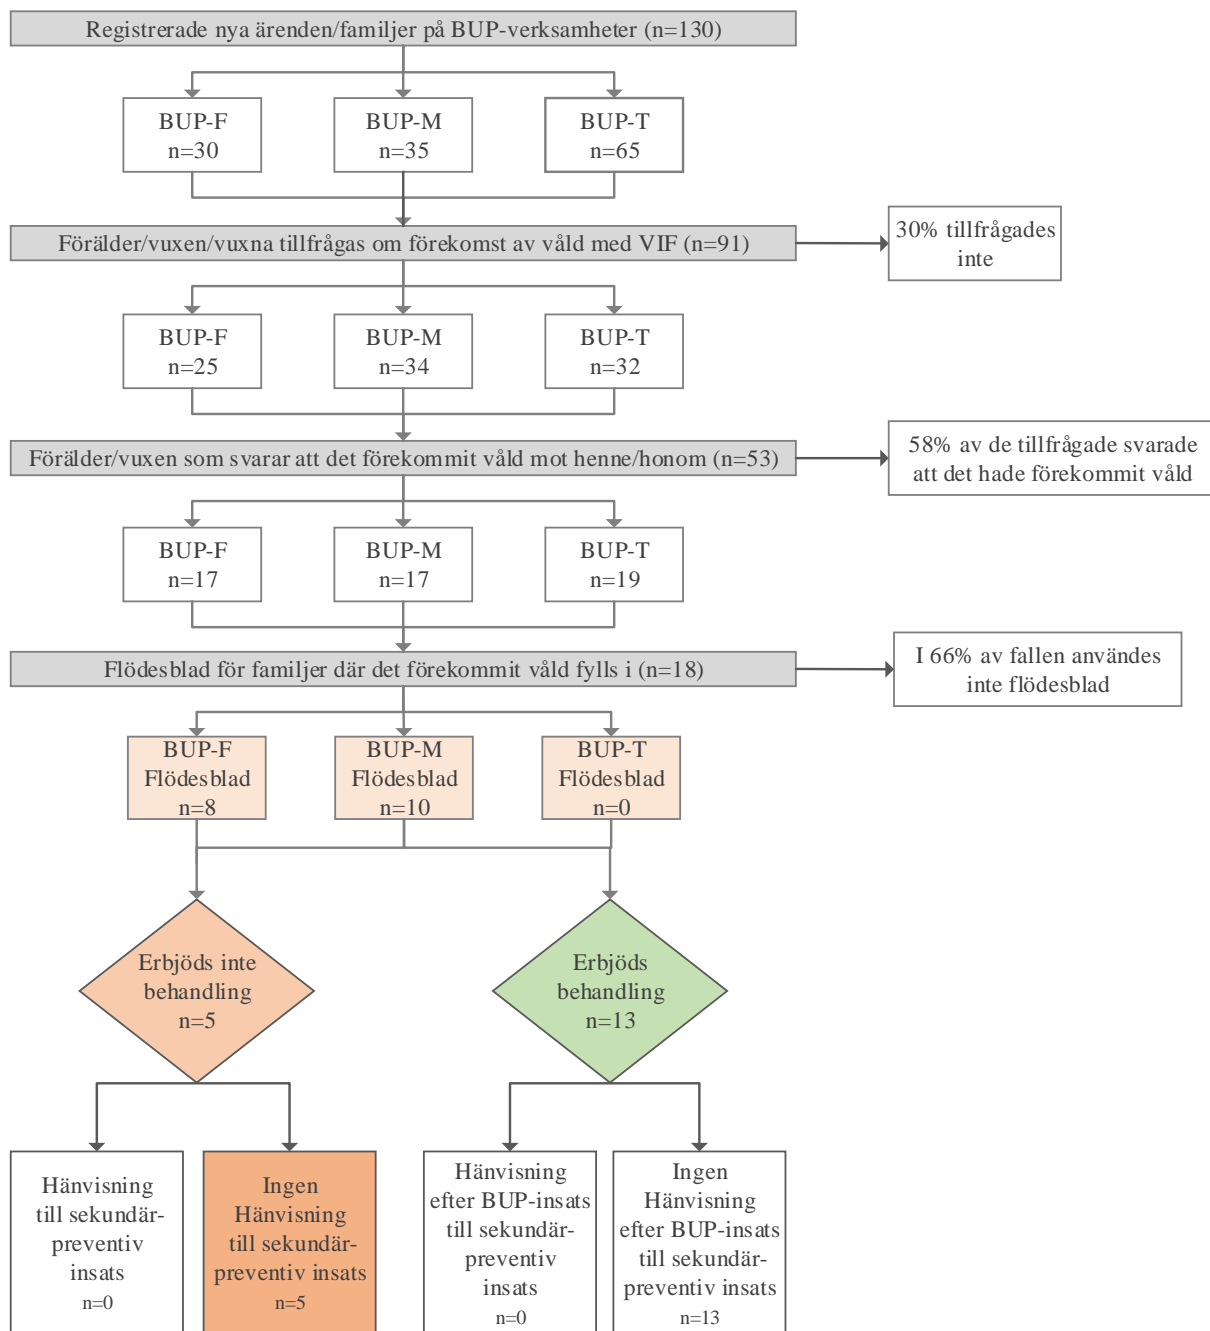 Registrerade nya ärenden/familjer på BUP-verksamheter (n=130)
BUP-F
n=30
BUP-M
n=35
BUP-T
n=65
Förälder/vuxen/vuxna tillfrågas om förekomst av våld med VIF (n=91)
30% tillfrågades
inte
BUP-F
n=25
BUP-M
n=34
BUP-T
n=32
Förälder/vuxen som svarar att det förekommit våld mot henne/honom (n=53)
58% av de tillfrågade svarade
att det hade förekommit våld
BUP-F
n=17
BUP-M
n=17
BUP-T
n=19
Flödesblad för familjer där det förekommit våld fylls i (n=18)
I 66% av fallen användes
inte flödesblad
BUP-F
Flödesblad
n=8
BUP-M
Flödesblad
n=10
BUP-T
Flödesblad
n=0
Erbjöds inte
behandling
n=5
Erbjöds
behandling
n=13
Hänvisning
till sekundär-
preventiv
insats
n=0
Ingen
Hänvisning
till sekundär-
preventiv insats
n=5
Hänvisning
efter BUP-insats
till sekundär-
preventiv
insats
n=0
Ingen
Hänvisning
efter BUP-insats
till sekundär-
preventiv insats
n=13